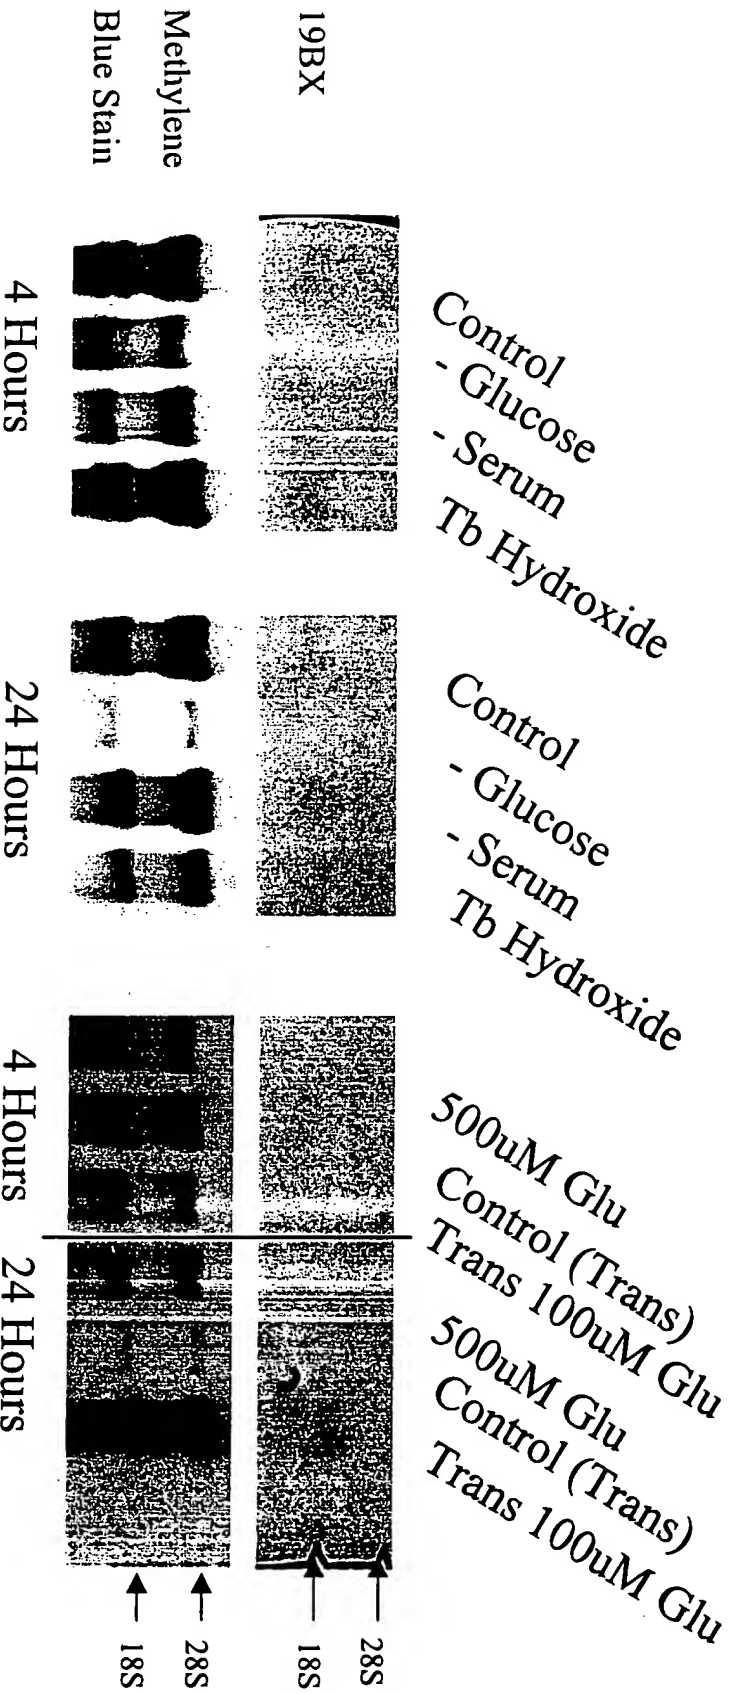 Control
- Glucose
- Serum
Tb Hydroxide
Control
- Glucose
- Serum
Tb Hydroxide
500uM Glu
Control (Trans)
Trans 100uM Glu
500uM Glu
Control (Trans)
Trans 100uM Glu
19BX
28S
18S
Methylene
Blue Stain
28S
18S
4 Hours
24 Hours
4 Hours
24 Hours